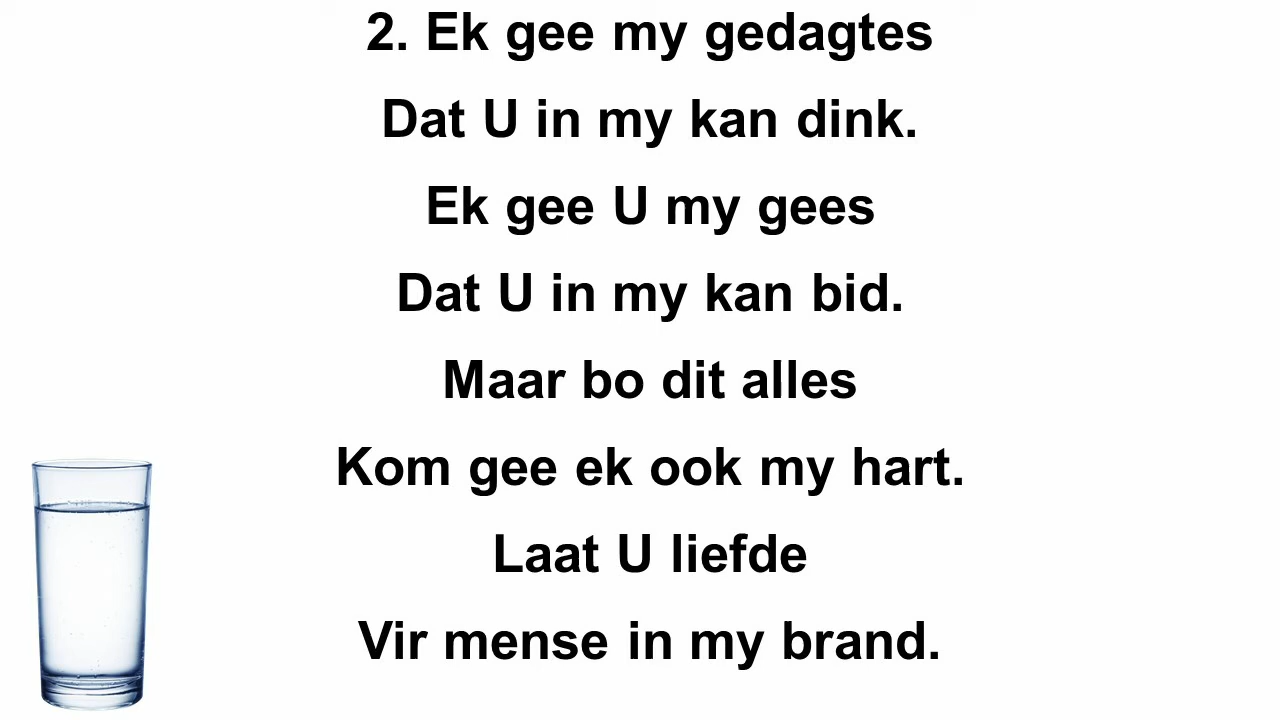 2. Ek gee my gedagtes
Dat U in my kan dink.
Ek gee U my gees
Dat U in my kan bid.
Maar bo dit alles
Kom gee ek ook my hart.
Laat U liefde
Vir mense in my brand.